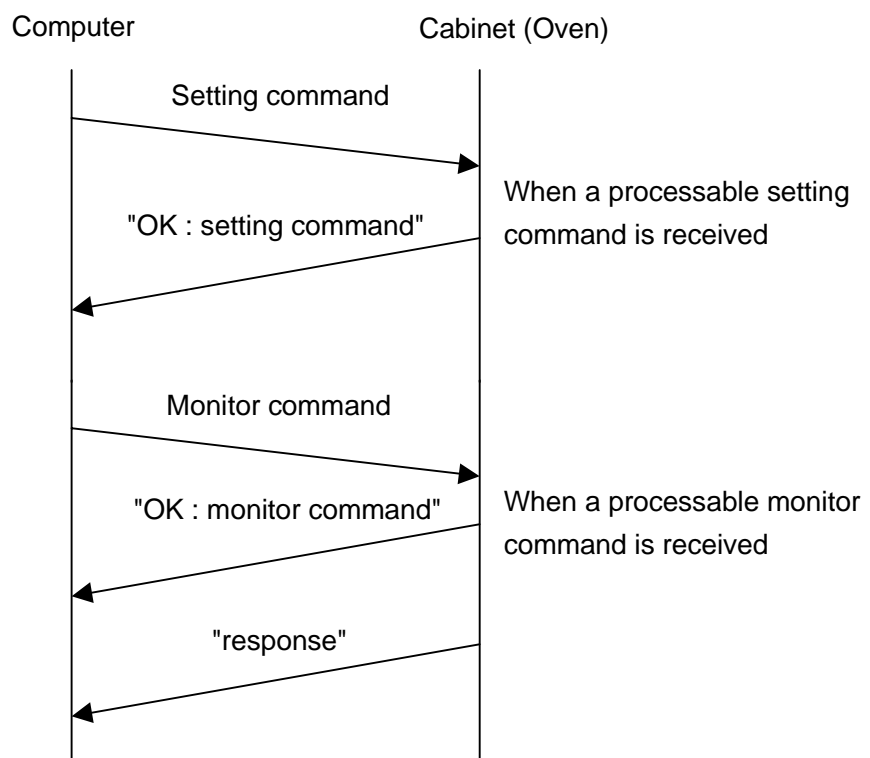 Computer
Cabinet (Oven)
Setting command
When a processable setting
command is received
"OK : setting command"
Monitor command
When a processable monitor
command is received
"OK : monitor command"
"response"